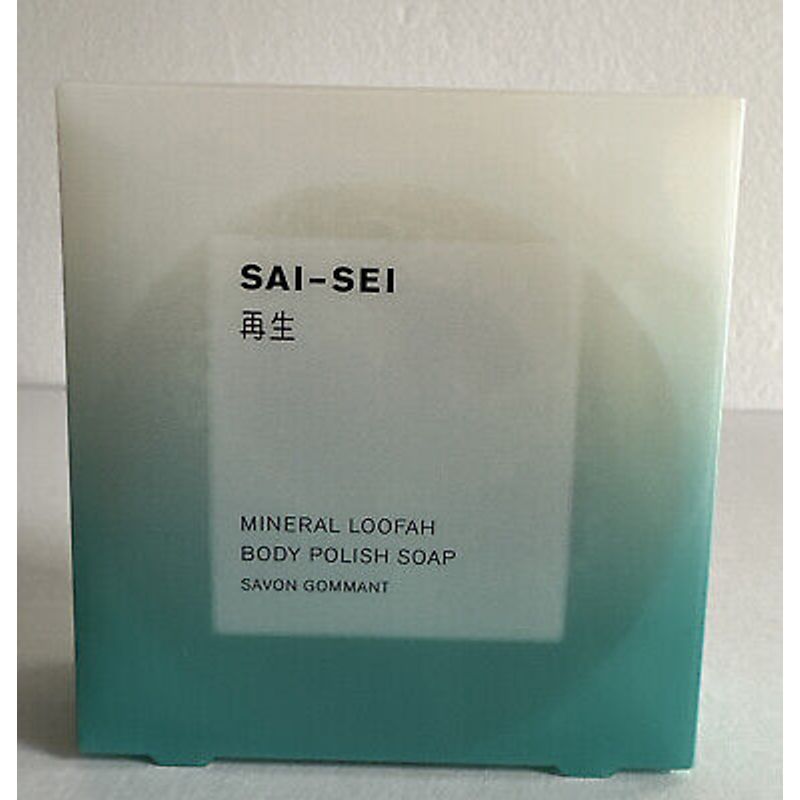 SAI-SEI
再生
MINERAL LOOFAH
BODY POLISH SOAP
SAVON GOMMANT